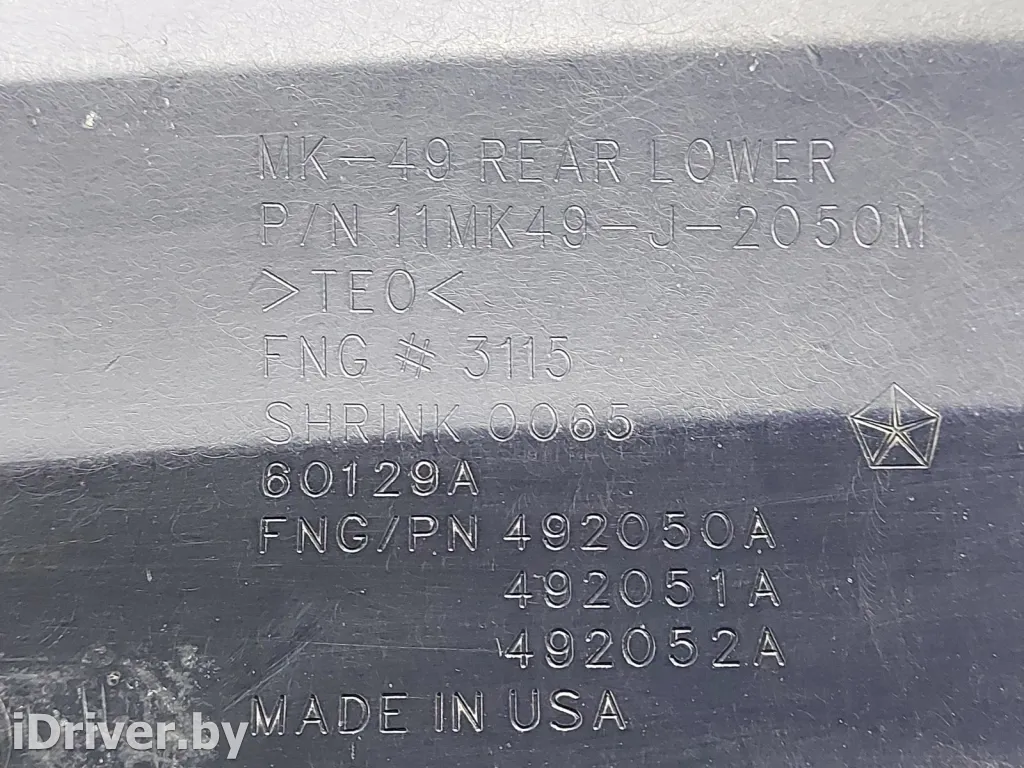 MK-49 REAR LOWER
P/N 11MK49-J-2050M
>TEO<
FNG # 3115
SHRINK 0065
60129A
FNG/PN 492050A
492051A
492052A
MADE IN USA
iDriver.by